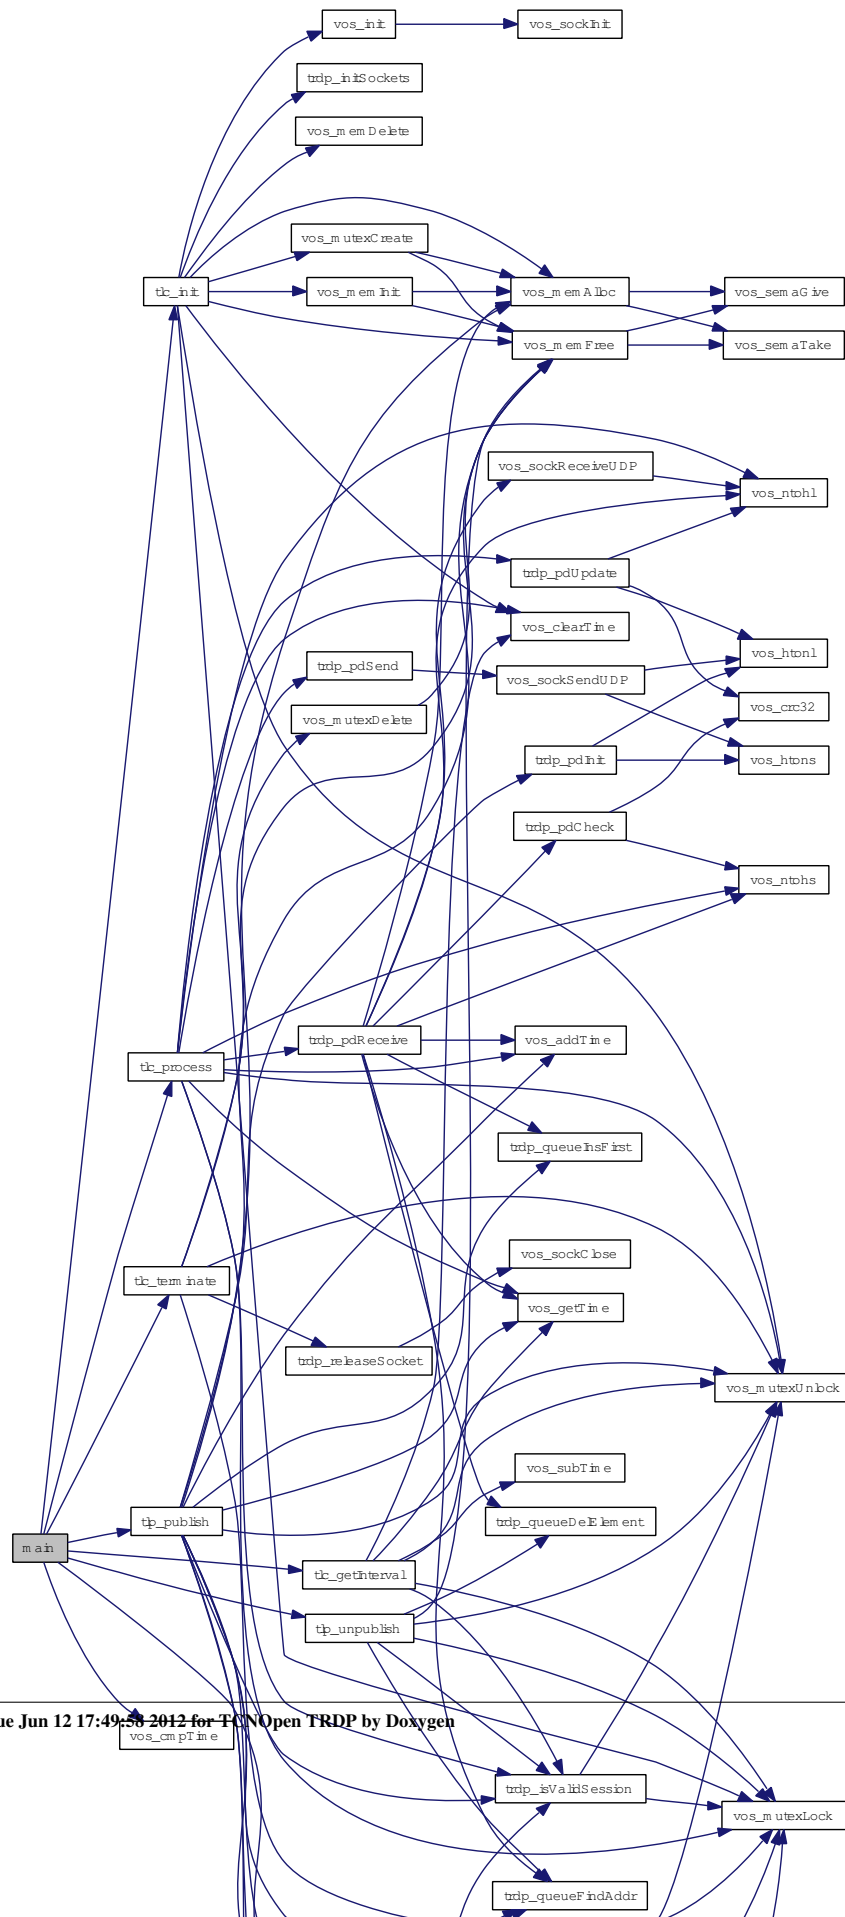 vos_init
vos_sockInit
trdp_initSockets
vos_memDelete
vos_mutexCreate
tlc_init
vos_memInit
vos_memAlloc
vos_semaGive
vos_memFree
vos_semaTake
vos_sockReceiveUDP
vos_ntohl
trdp_pdUpdate
vos_clearTime
vos_htonl
trdp_pdSend
vos_sockSendUDP
vos_crc32
vos_mutexDelete
trdp_pdInit
vos_htons
trdp_pdCheck
vos_ntohs
trdp_pdReceive
vos_addTime
tlc_process
trdp_queueInsFirst
vos_sockClose
tlc_terminate
vos_getTime
trdp_releaseSocket
vos_mutexUnlock
vos_subTime
tlp_publish
trdp_queueDelElement
main
tlc_getInterval
tlp_unpublish
ue Jun 12 17:49:58 2012 for TCNOpen TRDP by Doxygen
vos_cmpTime
trdp_isValidSession
vos_mutexLock
trdp_queueFindAddr